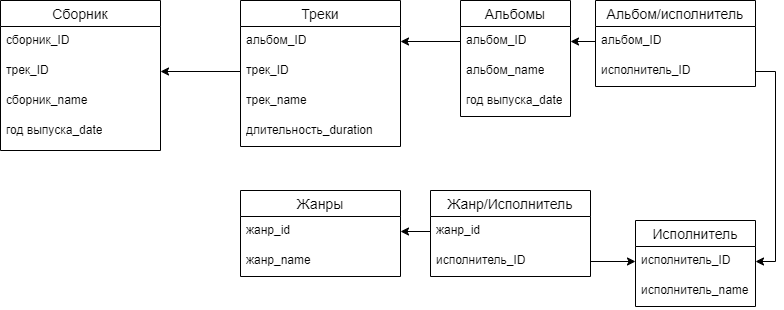 Сборник
сборник_ID
трек_ID
сборник_name
год выпуска_date
Треки
альбом_ID
трек_ID
трек_name
длительность_duration
Альбомы
альбом_ID
альбом_name
год выпуска_date
Альбом/исполнитель
альбом_ID
исполнитель_ID
Жанры
жанр_id
жанр_name
Жанр/Исполнитель
жанр_id
исполнитель_ID
Исполнитель
исполнитель_ID
исполнитель_name